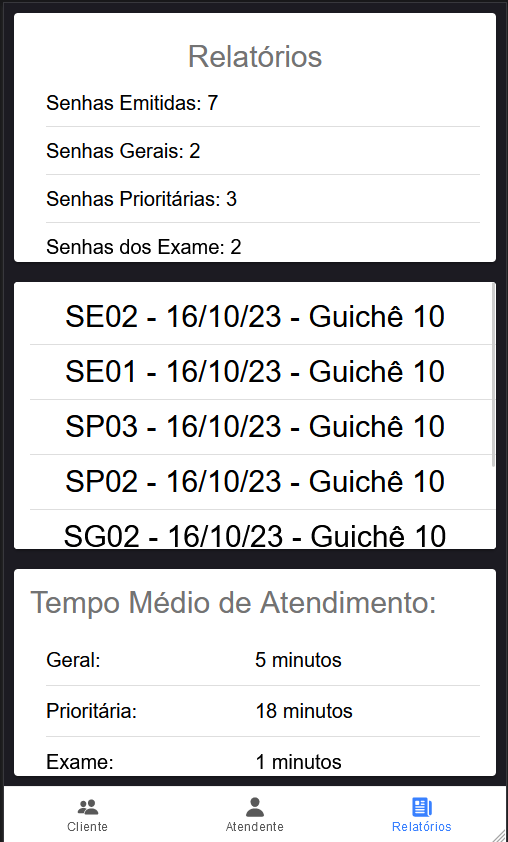 Relatórios
Senhas Emitidas: 7
Senhas Gerais: 2
Senhas Prioritárias: 3
Senhas dos Exame: 2
SE02 - 16/10/23 - Guichê 10
SE01 - 16/10/23 - Guichê 10
SP03 - 16/10/23 - Guichê 10
SP02 - 16/10/23 - Guichê 10
SG02 - 16/10/23 - Guichê 10
Tempo Médio de Atendimento:
Geral: 5 minutos
Prioritária: 18 minutos
Exame: 1 minutos
Cliente Atendente Relatórios